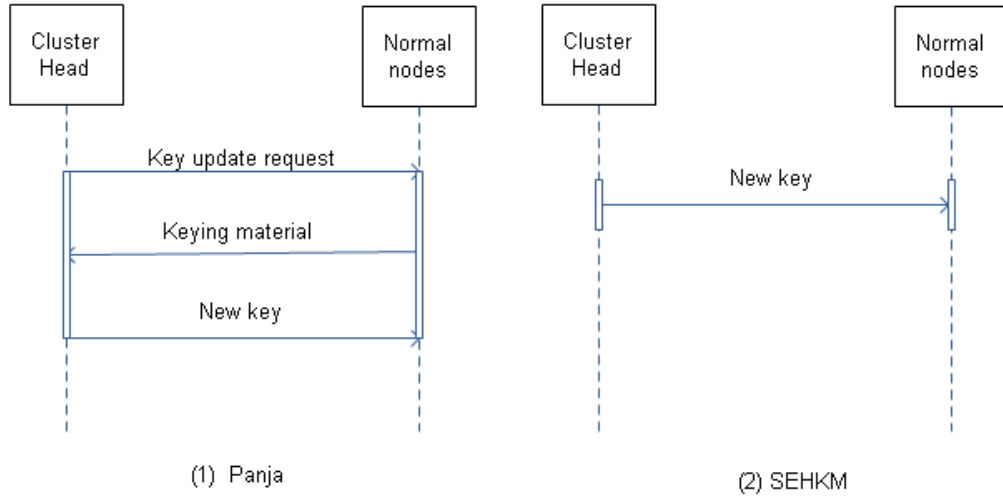 Cluster
Head
Normal
nodes
Key update request
Keying material
New key
(1) Panja
Cluster
Head
Normal
nodes
New key
(2) SEHKM